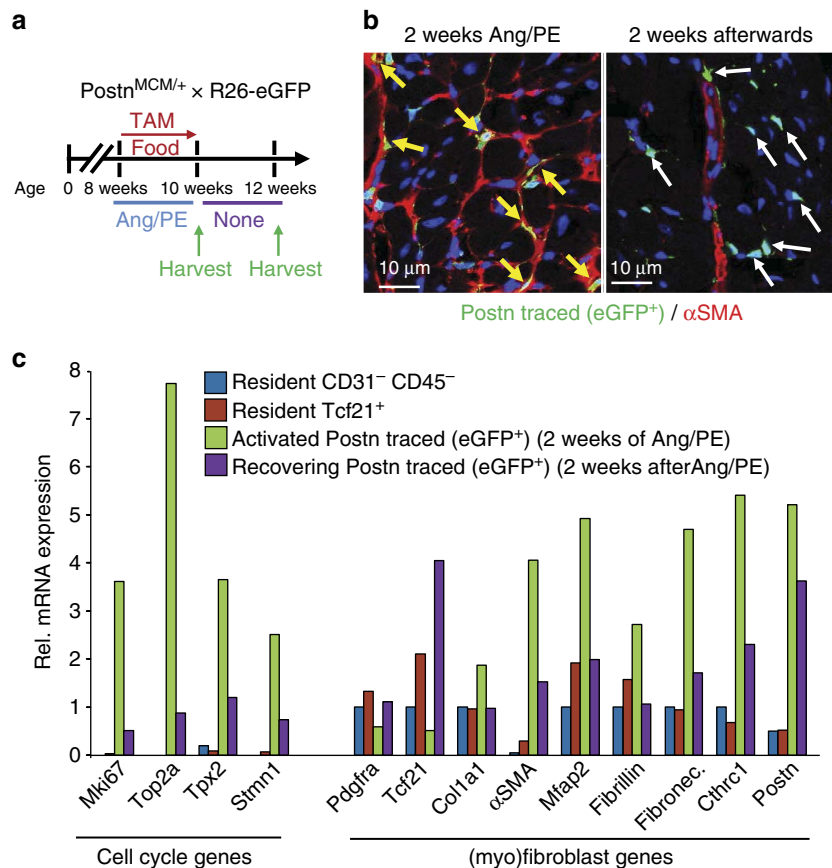 a
Postn^MCM/+ × R26-eGFP
TAM
Food
Age 0 8 weeks 10 weeks 12 weeks
Ang/PE None
Harvest Harvest
b
2 weeks Ang/PE 2 weeks afterwards
10 µm 10 µm
Postn traced (eGFP+) / αSMA
c
8
7
6
5
4
3
2
1
0
Rel. mRNA expression
Resident CD31– CD45–
Resident Tcf21+
Activated Postn traced (eGFP+) (2 weeks of Ang/PE)
Recovering Postn traced (eGFP+) (2 weeks afterAng/PE)
Mki67 Top2a Tpx2 Stmn1 Pdgfra Tcf21 Col1a1 αSMA Mfap2 Fibrillin Fibronec. Cthrc1 Postn
Cell cycle genes (myo)fibroblast genes